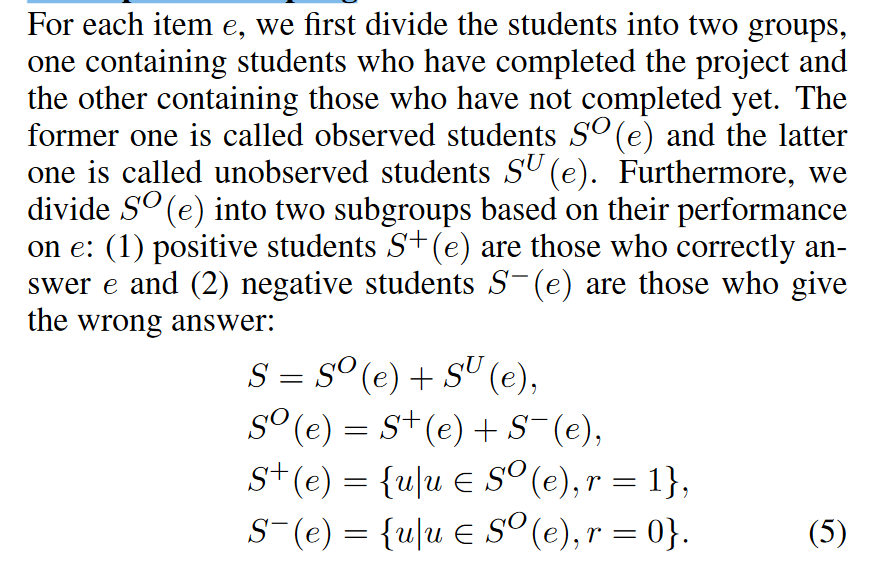 For each item e, we first divide the students into two groups,
one containing students who have completed the project and
the other containing those who have not completed yet. The
former one is called observed students S^O(e) and the latter
one is called unobserved students S^U(e). Furthermore, we
divide S^O(e) into two subgroups based on their performance
on e: (1) positive students S^+(e) are those who correctly an-
swer e and (2) negative students S^−(e) are those who give
the wrong answer:
S = S^O(e) + S^U(e),
S^O(e) = S^+(e) + S^−(e),
S^+(e) = {u|u ∈ S^O(e), r = 1},
S^−(e) = {u|u ∈ S^O(e), r = 0}. (5)